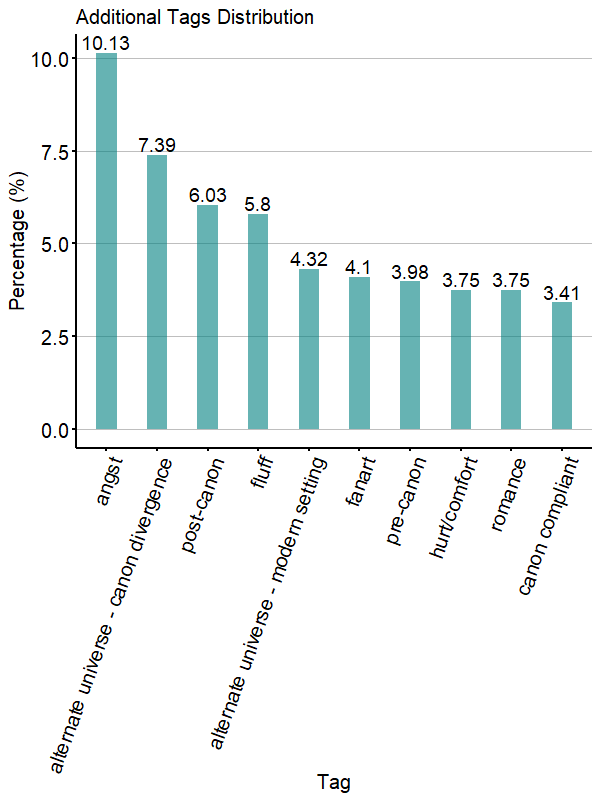 Additional Tags Distribution
Percentage (%)
10.0
7.5
5.0
2.5
0.0
10.13
7.39
6.03
5.8
4.32
4.1
3.98
3.75
3.75
3.41
angst
alternate universe - canon divergence
post-canon
fluff
alternate universe - modern setting
fanart
pre-canon
hurt/comfort
romance
canon compliant
Tag